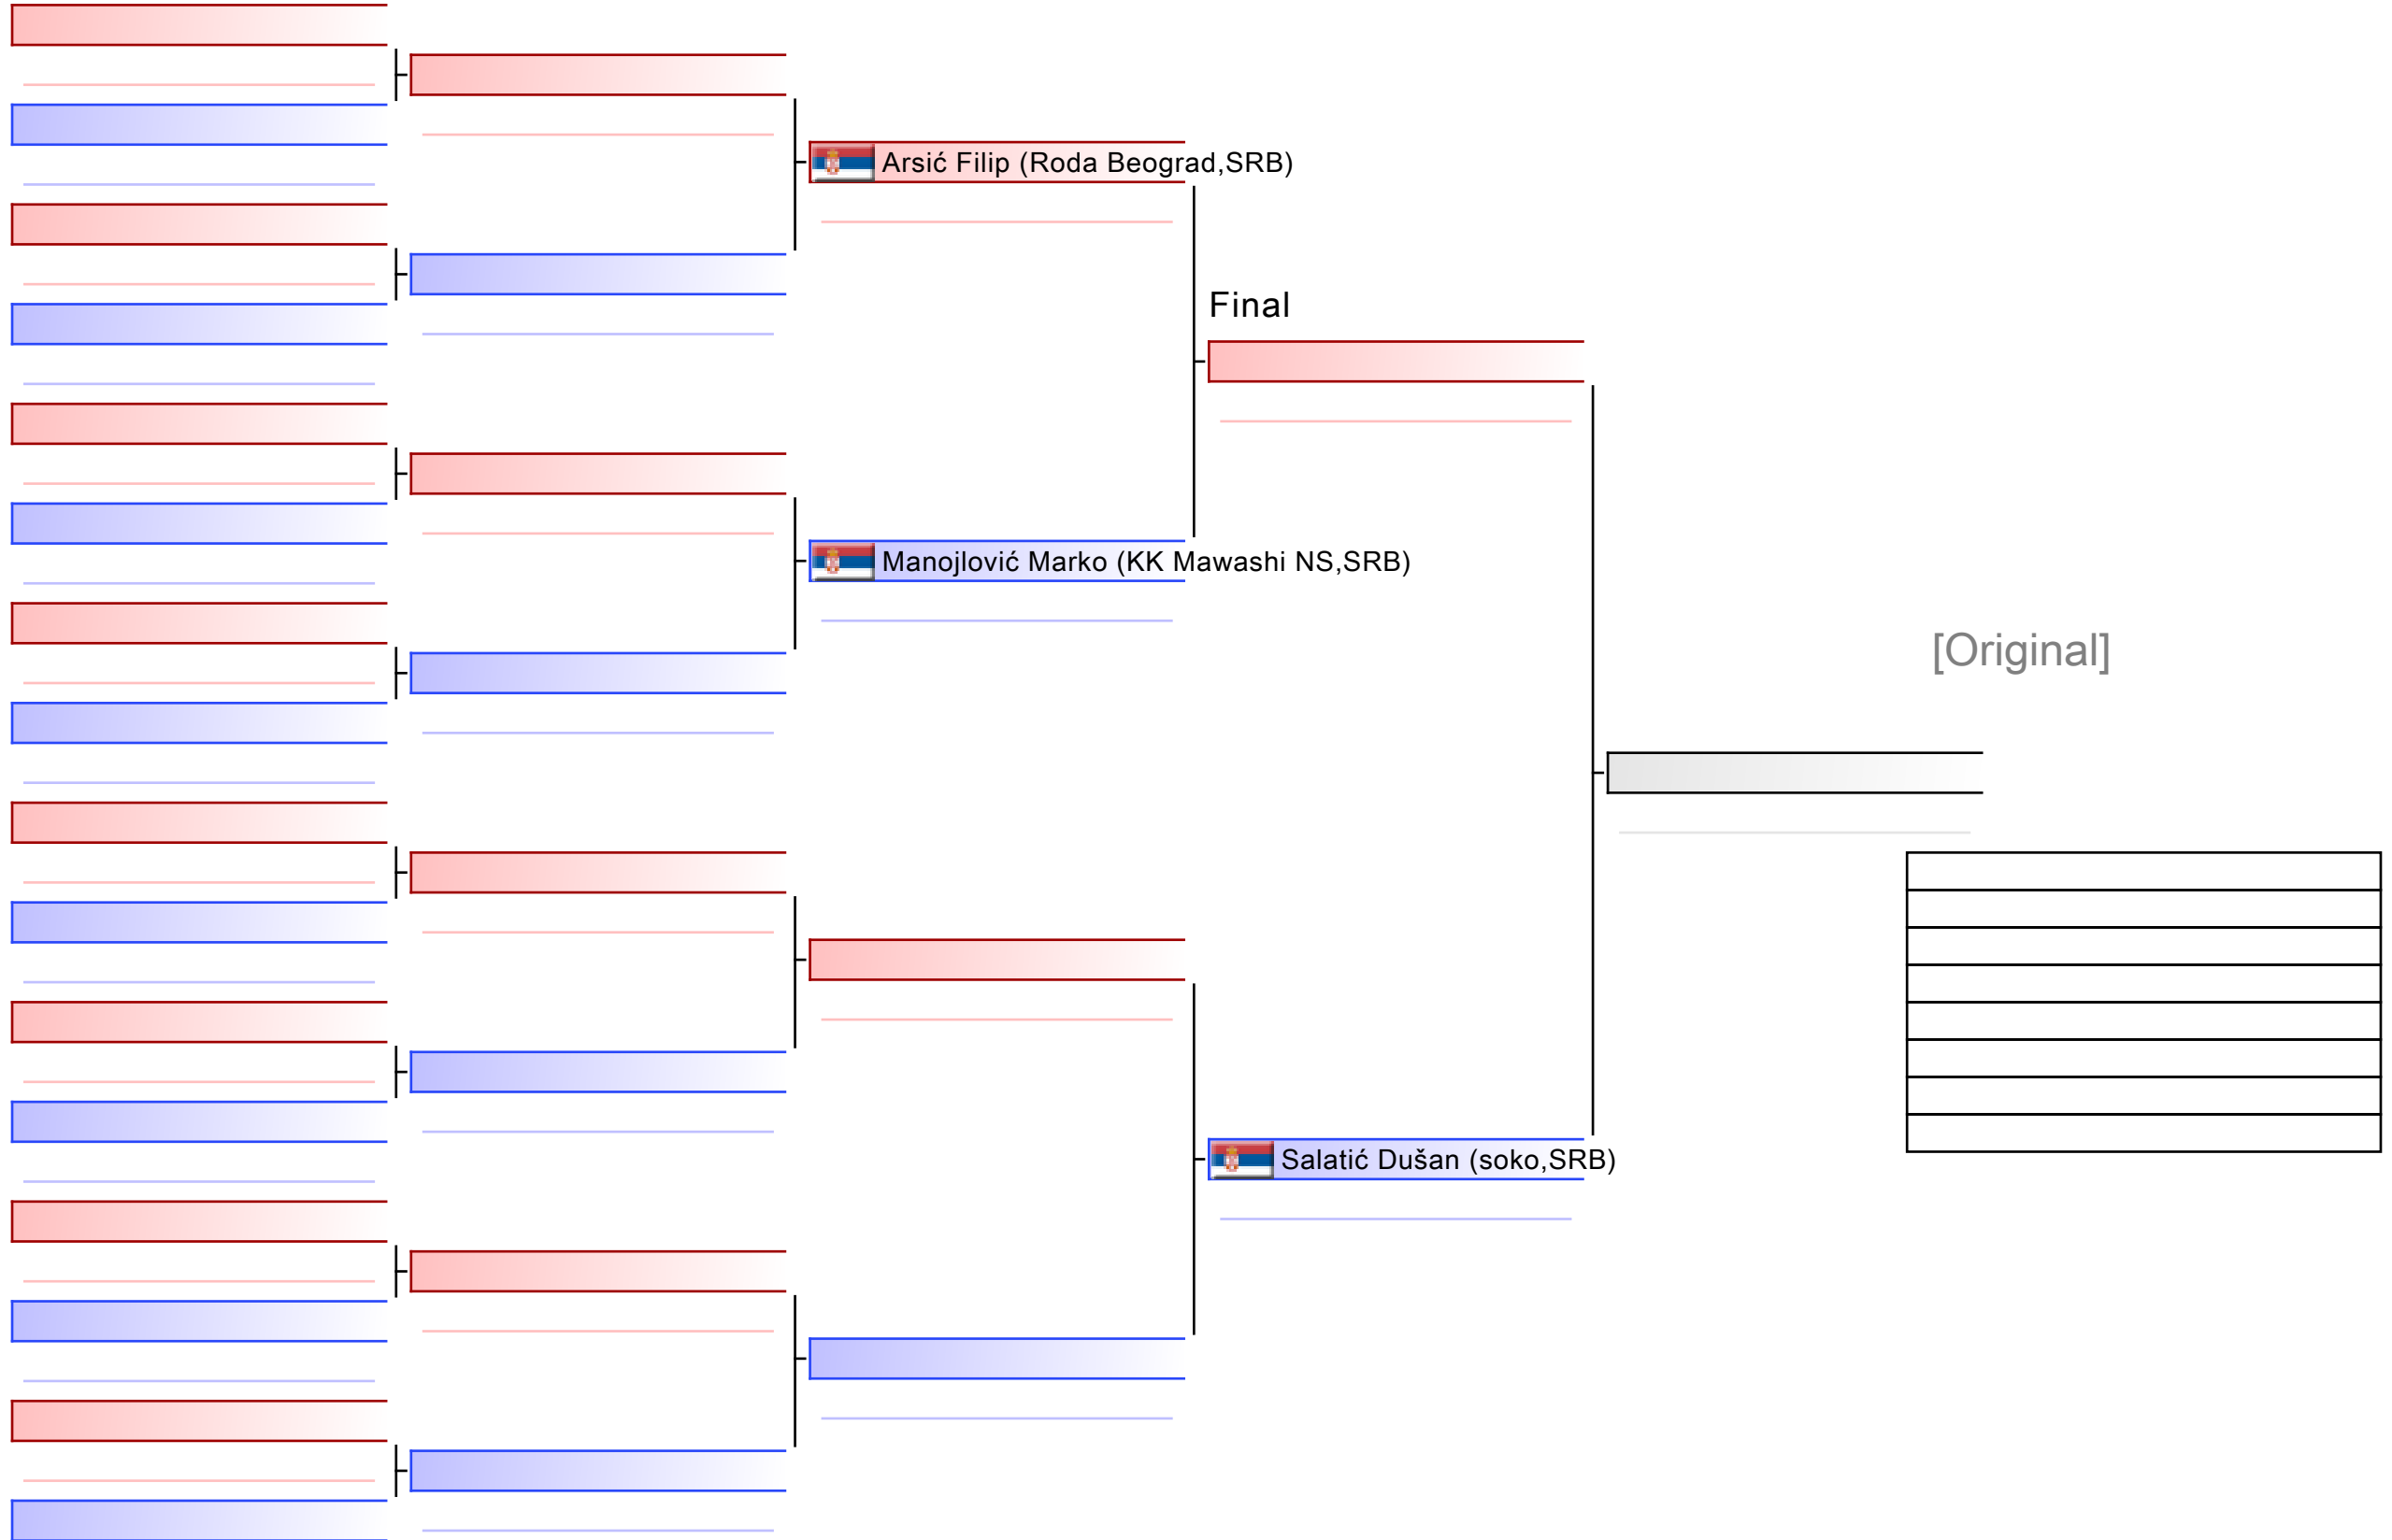 Arsić Filip (Roda Beograd,SRB)
Final
Manojlović Marko (KK Mawashi NS,SRB)
[Original]
Salatić Dušan (soko,SRB)